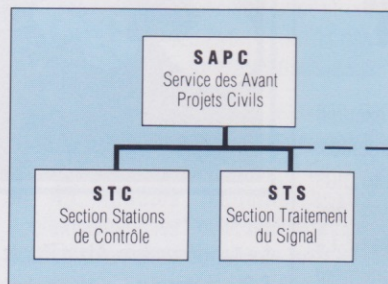 SAPC
Service des Avant
Projets Civils
STC
Section Stations
de Contrôle
STS
Section Traitement
du Signal